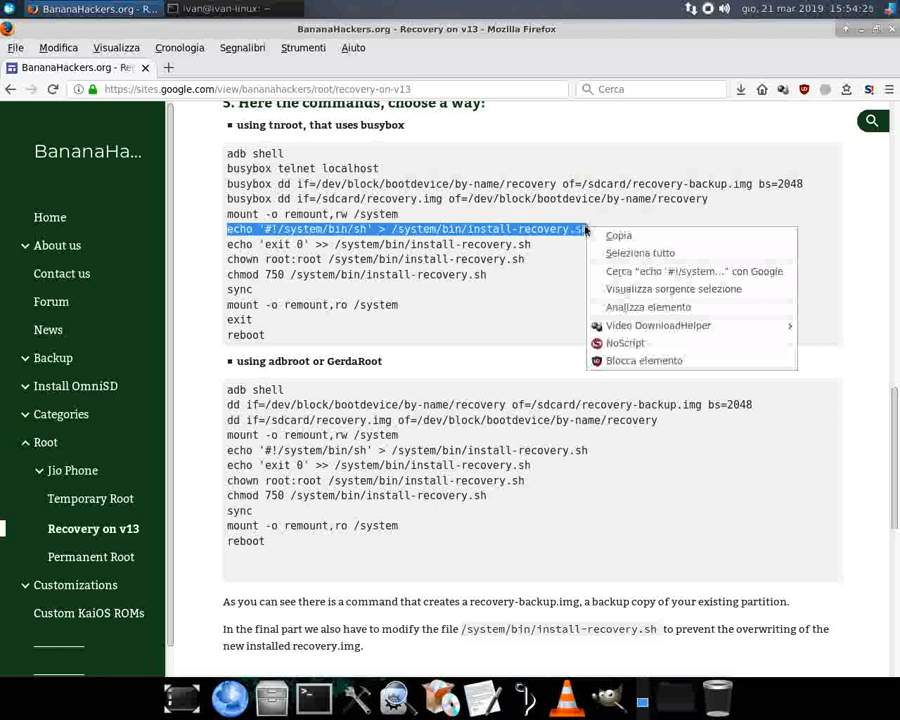 BananaHackers.org - R...
ivan@ivan-linux: ~
gio, 21 mar 2019 15:54:25
BananaHackers.org - Recovery on v13 - Mozilla Firefox
File Modifica Visualizza Cronologia Segnalibri Strumenti Aiuto
BananaHackers.org - Rec
https://sites.google.com/view/bananahackers/root/recovery-on-v13
Cerca
BananaHa...
Home
About us
Contact us
Forum
News
Backup
Install OmniSD
Categories
Root
Jio Phone
Temporary Root
Recovery on v13
Permanent Root
Customizations
Custom KaiOS ROMs
5. Here the commands, choose a way:
using tnroot, that uses busybox
adb shell
busybox telnet localhost
busybox dd if=/dev/block/bootdevice/by-name/recovery of=/sdcard/recovery-backup.img bs=2048
busybox dd if=/sdcard/recovery.img of=/dev/block/bootdevice/by-name/recovery
mount -o remount,rw /system
echo '#!/system/bin/sh' > /system/bin/install-recovery.sh
echo 'exit 0' >> /system/bin/install-recovery.sh
chown root:root /system/bin/install-recovery.sh
chmod 750 /system/bin/install-recovery.sh
sync
mount -o remount,ro /system
exit
reboot
Copia
Seleziona tutto
Cerca “echo '#!/system...” con Google
Visualizza sorgente selezione
Analizza elemento
Video DownloadHelper
NoScript
Blocca elemento
using adbroot or GerdaRoot
adb shell
dd if=/dev/block/bootdevice/by-name/recovery of=/sdcard/recovery-backup.img bs=2048
dd if=/sdcard/recovery.img of=/dev/block/bootdevice/by-name/recovery
mount -o remount,rw /system
echo '#!/system/bin/sh' > /system/bin/install-recovery.sh
echo 'exit 0' >> /system/bin/install-recovery.sh
chown root:root /system/bin/install-recovery.sh
chmod 750 /system/bin/install-recovery.sh
sync
mount -o remount,ro /system
reboot
As you can see there is a command that creates a recovery-backup.img, a backup copy of your existing partition.
In the final part we also have to modify the file /system/bin/install-recovery.sh to prevent the overwriting of the
new installed recovery.img.